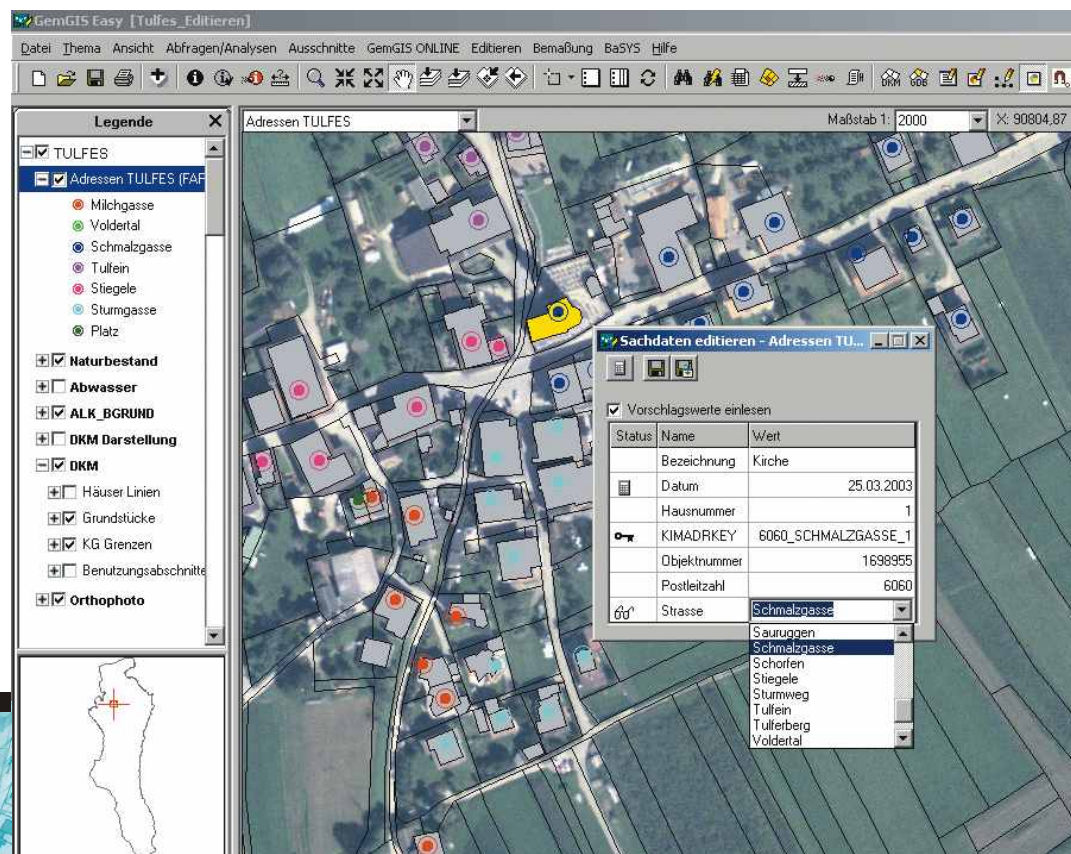 GemGIS Easy [Tulfes_Editieren]
Datei Thema Ansicht Abfragen/Analysen Ausschnitte GemGIS ONLINE Editieren Bemaßung BaSYS Hilfe
DKM GDB
Legende
TULFES
Adressen TULFES (FAF
Milchgasse
Voldertal
Schmalzgasse
Tulfein
Stiegele
Sturmgasse
Platz
Naturbestand
Abwasser
ALK_BGRUND
DKM Darstellung
DKM
Häuser Linien
Grundstücke
KG Grenzen
Benutzungsabschnitte
Orthophoto
Adressen TULFES Maßstab 1: 2000 X: 90804,87
Sachdaten editieren - Adressen TU...
Vorschlagswerte einlesen
Status Name Wert
Bezeichnung Kirche
Datum 25.03.2003
Hausnummer 1
KIMADRKEY 6060_SCHMALZGASSE_1
Objektnummer 1698955
Postleitzahl 6060
Strasse Schmalzgasse
Sauruggen
Schmalzgasse
Schorfen
Stiegele
Sturmweg
Tulfein
Tulferberg
Voldertal